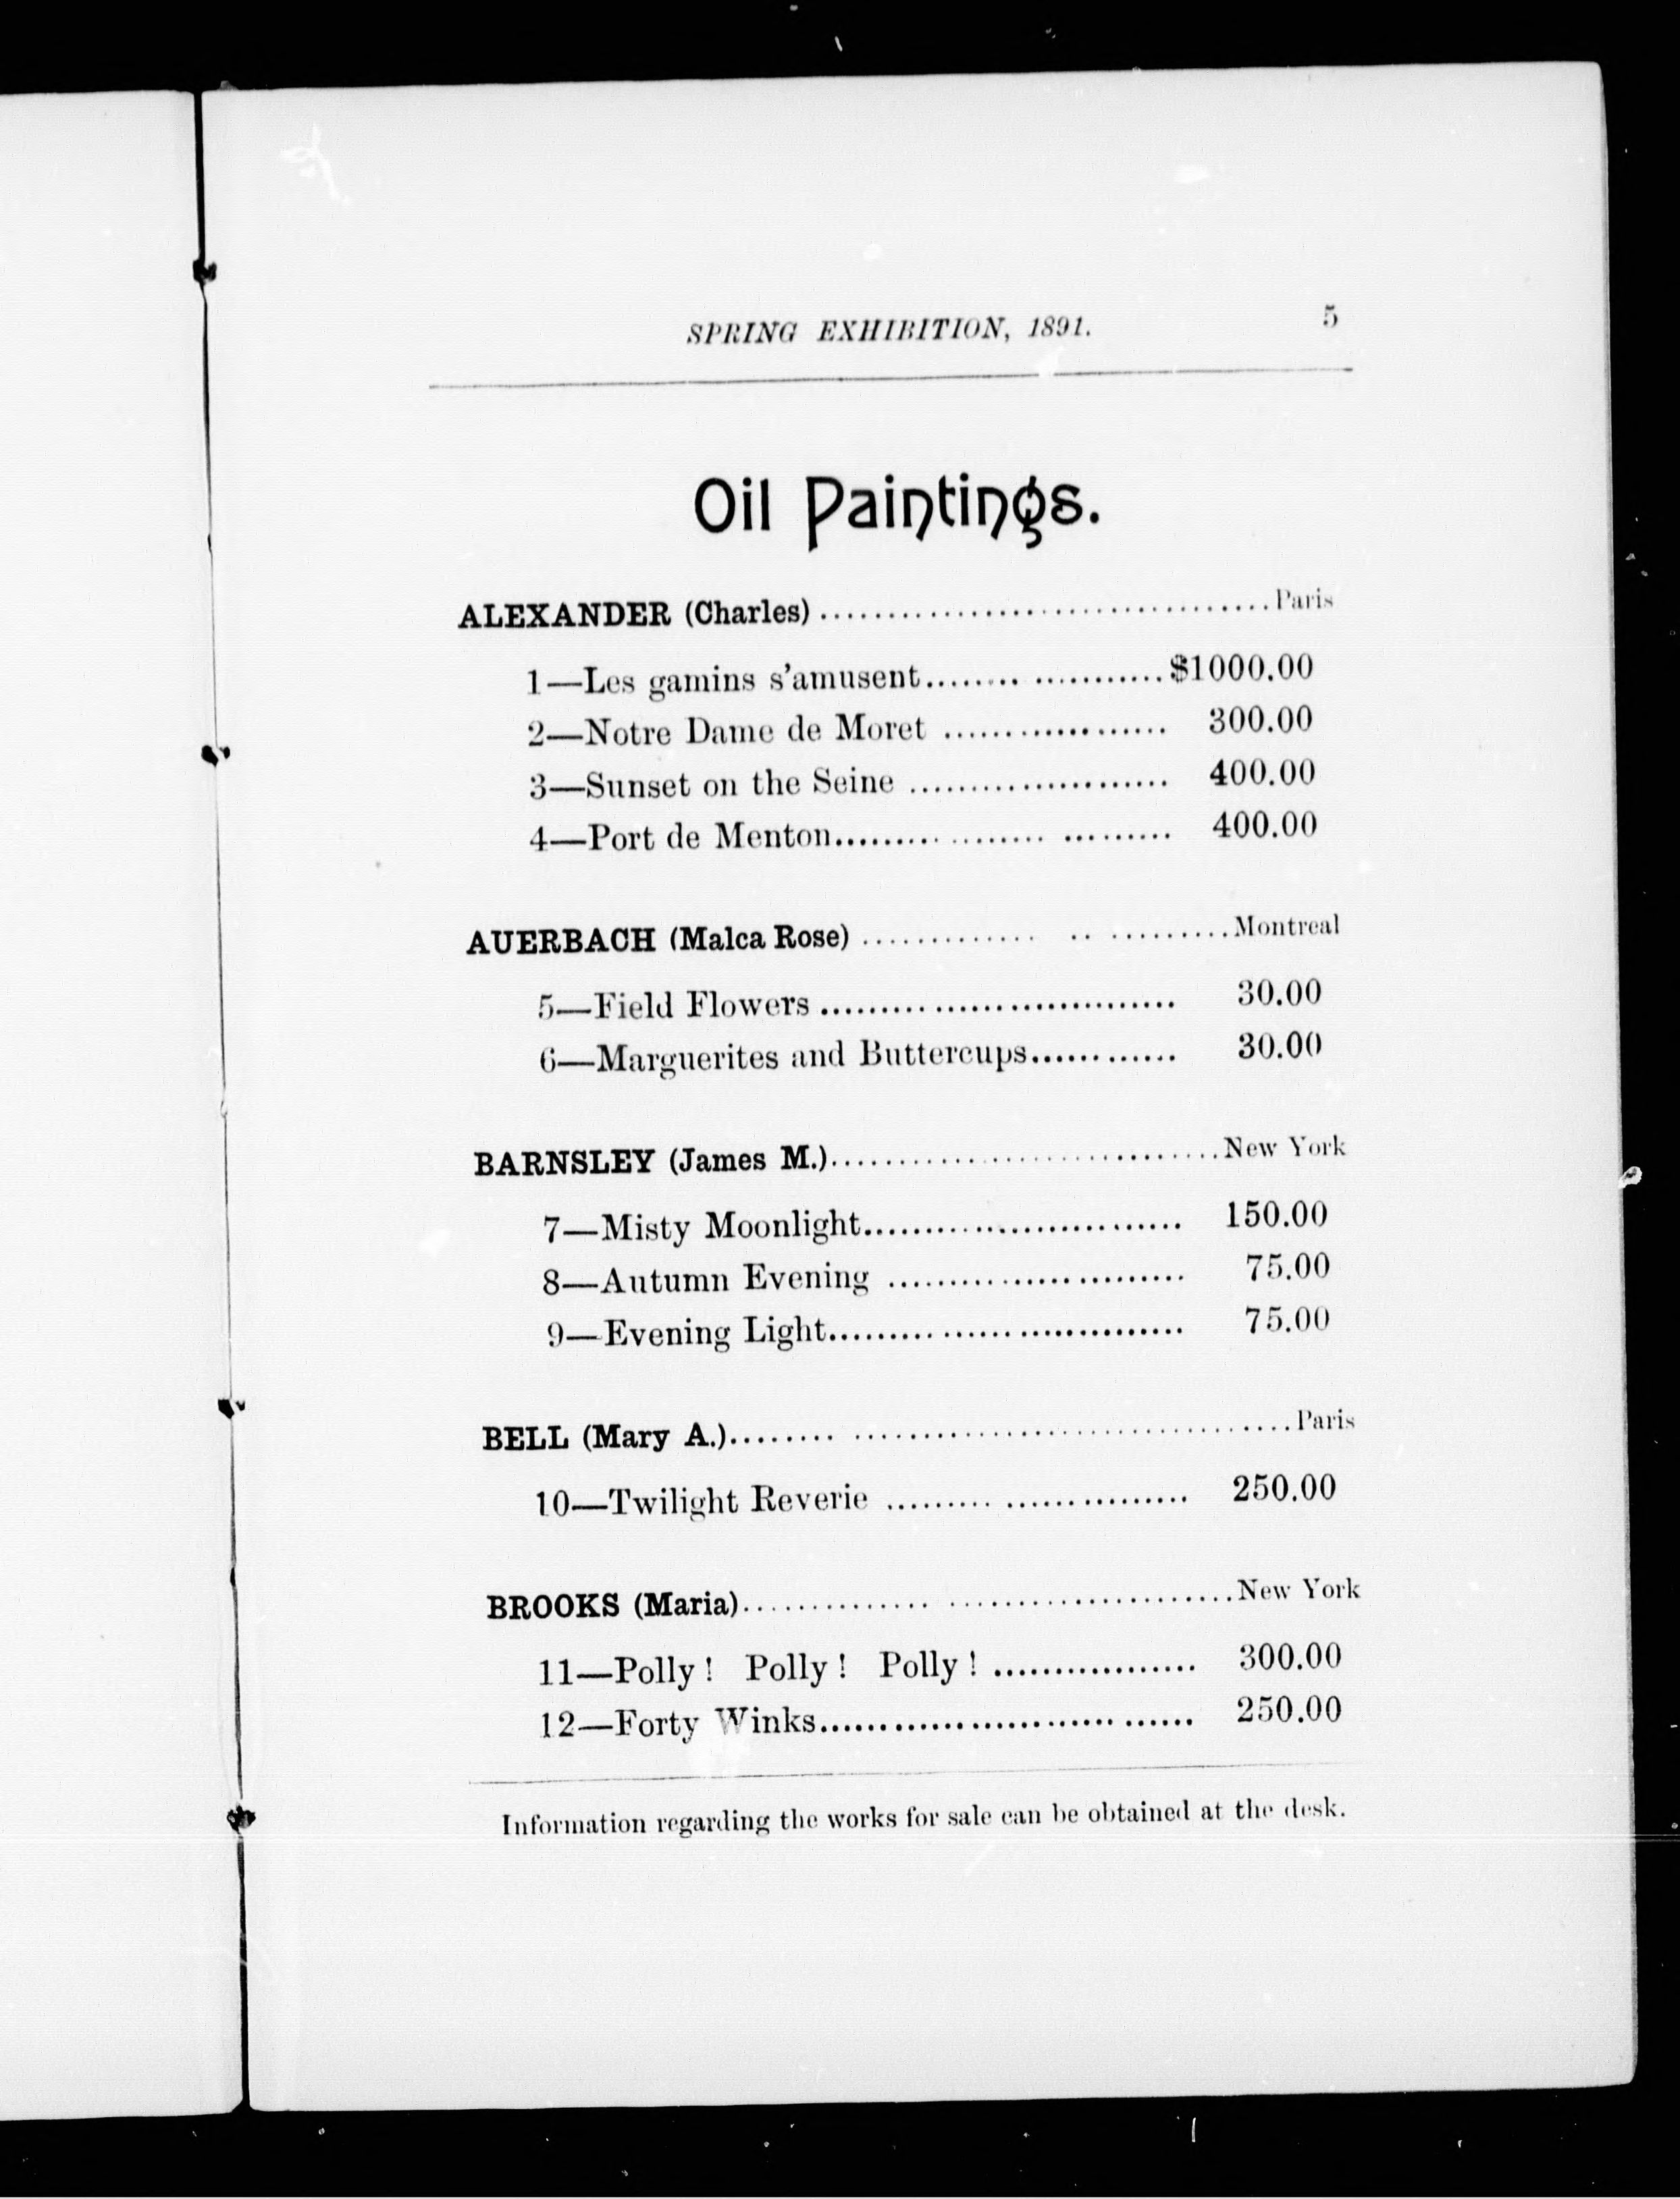 SPRING EXHIBITION, 1891. 5
Oil Paintings.
ALEXANDER (Charles) .................................Paris
1—Les gamins s'amusent....................$1000.00
2—Notre Dame de Moret .................. 300.00
3—Sunset on the Seine ..................... 400.00
4—Port de Menton.......................... 400.00
AUERBACH (Malca Rose) ........................Montreal
5—Field Flowers ............................. 30.00
6—Marguerites and Buttercups............ 30.00
BARNSLEY (James M.).............................New York
7—Misty Moonlight.......................... 150.00
8—Autumn Evening ........................ 75.00
9—Evening Light............................. 75.00
BELL (Mary A.).......................................Paris
10—Twilight Reverie ........................ 250.00
BROOKS (Maria)...................................New York
11—Polly! Polly! Polly! ................. 300.00
12—Forty Winks.............................. 250.00
Information regarding the works for sale can be obtained at the desk.